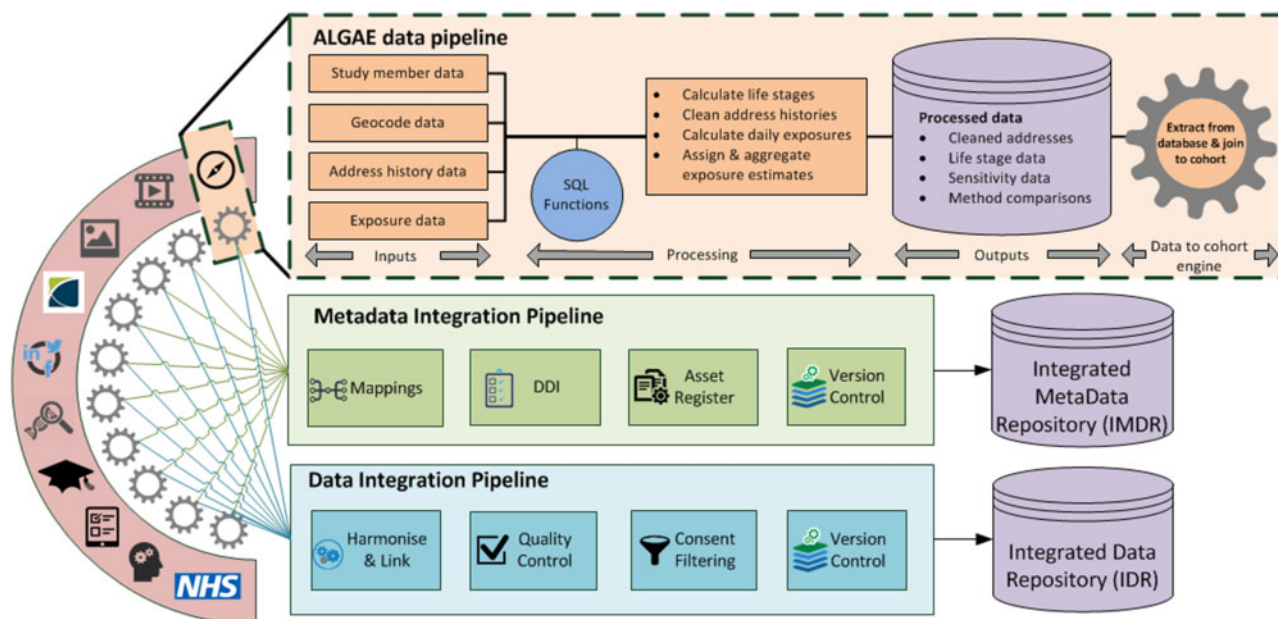 ALGAE data pipeline
Study member data
Geocode data
Address history data
Exposure data
SQL
Functions
• Calculate life stages
• Clean address histories
• Calculate daily exposures
• Assign & aggregate
exposure estimates
Processed data
• Cleaned addresses
• Life stage data
• Sensitivity data
• Method comparisons
Extract from
database & join
to cohort
Inputs
Processing
Outputs
Data to cohort
engine
Metadata Integration Pipeline
Mappings
DDI
Asset
Register
Version
Control
Integrated
MetaData
Repository (IMDR)
Data Integration Pipeline
Harmonise
& Link
Quality
Control
Consent
Filtering
Version
Control
Integrated Data
Repository (IDR)
in
f
NHS